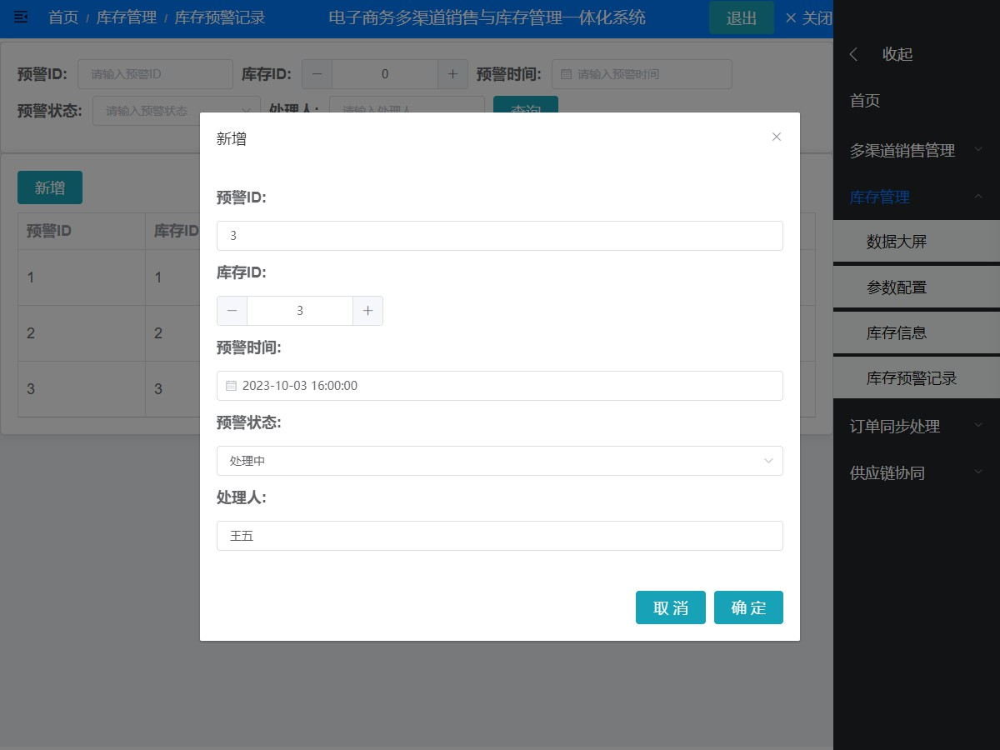 首页 / 库存管理 / 库存预警记录 电子商务多渠道销售与库存管理一体化系统 退出 × 关闭
预警ID: 请输入预警ID 库存ID: 0 预警时间: 请输入预警时间
预警状态: 请输入预警状态 处理人: 请输入处理人 查询
新增
预警ID 库存ID
1 1
2 2
3 3
新增
预警ID:
3
库存ID:
3
预警时间:
2023-10-03 16:00:00
预警状态:
处理中
处理人:
王五
取消 确定
收起
首页
多渠道销售管理
库存管理
数据大屏
参数配置
库存信息
库存预警记录
订单同步处理
供应链协同